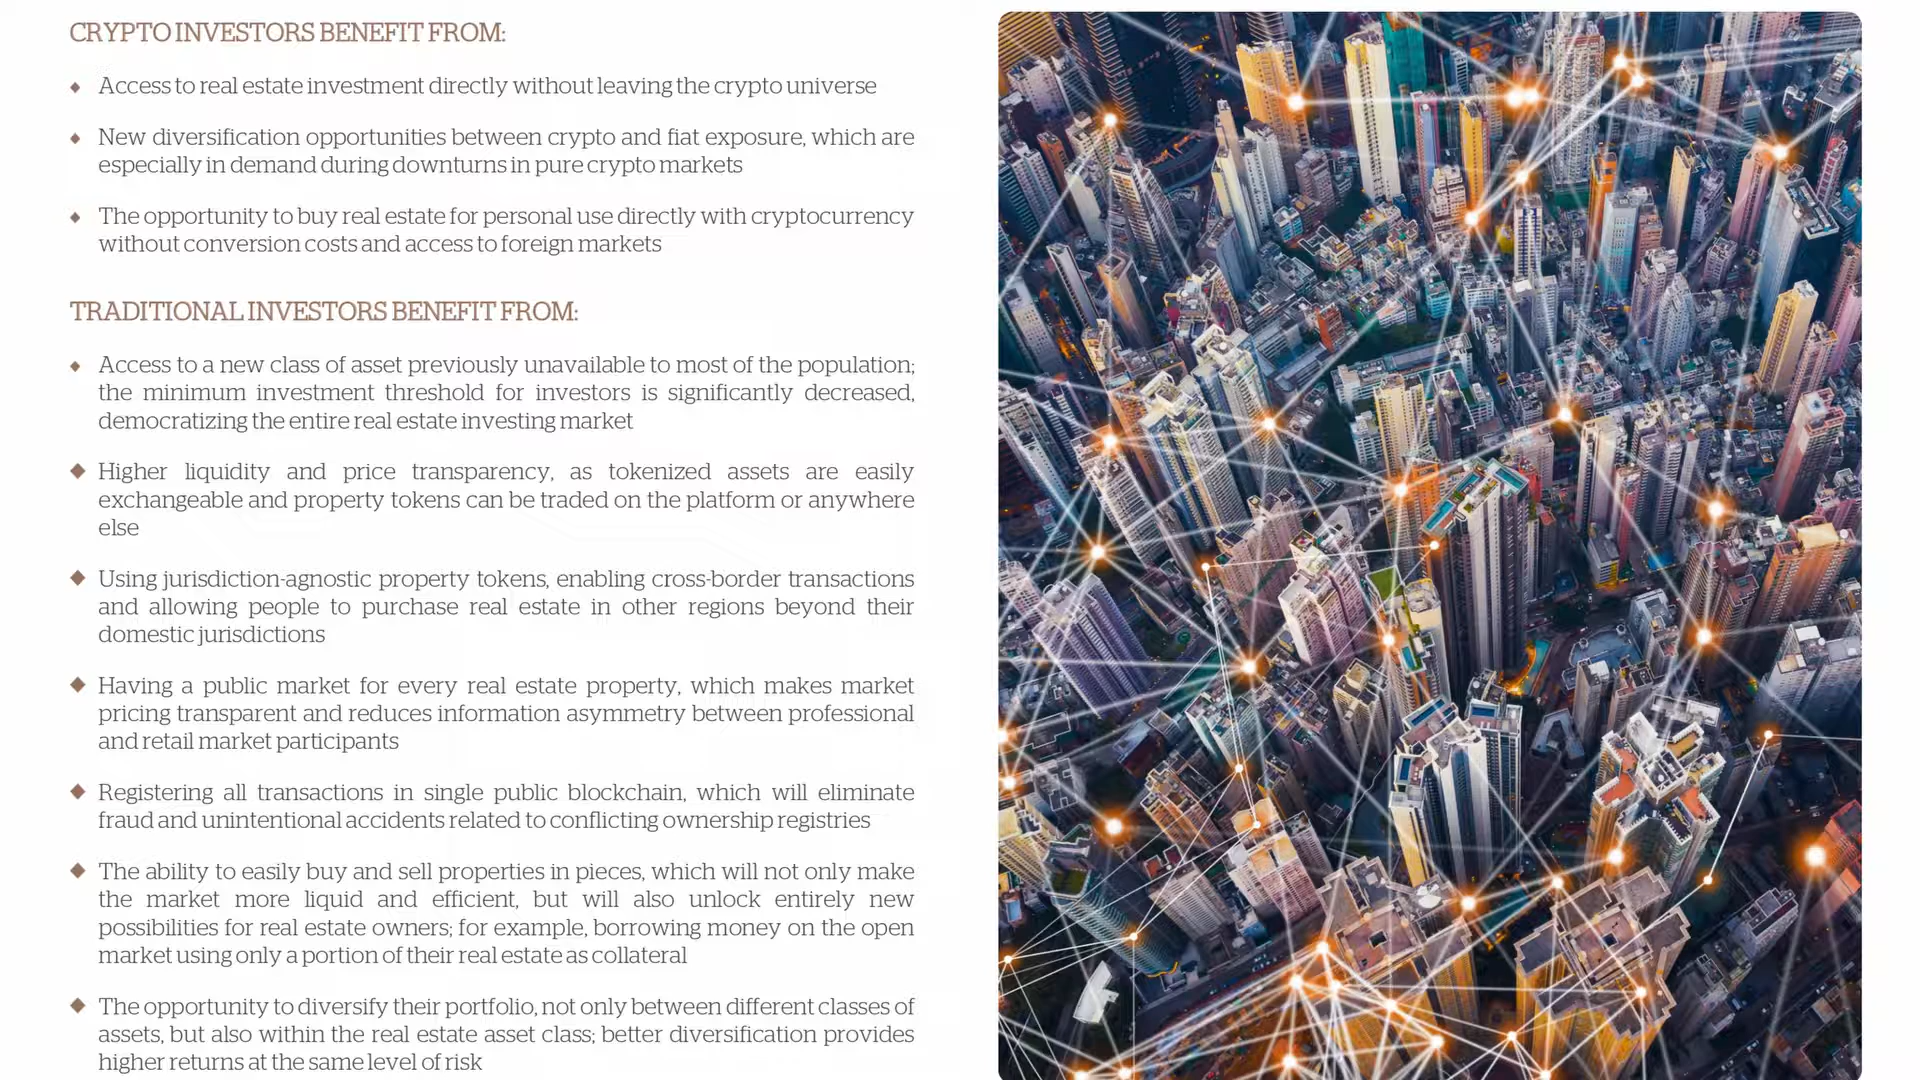 CRYPTO INVESTORS BENEFIT FROM:
Access to real estate investment directly without leaving the crypto universe
New diversification opportunities between crypto and fiat exposure, which are
especially in demand during downturns in pure crypto markets
The opportunity to buy real estate for personal use directly with cryptocurrency
without conversion costs and access to foreign markets
TRADITIONAL INVESTORS BENEFIT FROM:
Access to a new class of asset previously unavailable to most of the population;
the minimum investment threshold for investors is significantly decreased,
democratizing the entire real estate investing market
Higher liquidity and price transparency, as tokenized assets are easily
exchangeable and property tokens can be traded on the platform or anywhere
else
Using jurisdiction-agnostic property tokens, enabling cross-border transactions
and allowing people to purchase real estate in other regions beyond their
domestic jurisdictions
Having a public market for every real estate property, which makes market
pricing transparent and reduces information asymmetry between professional
and retail market participants
Registering all transactions in single public blockchain, which will eliminate
fraud and unintentional accidents related to conflicting ownership registries
The ability to easily buy and sell properties in pieces, which will not only make
the market more liquid and efficient, but will also unlock entirely new
possibilities for real estate owners; for example, borrowing money on the open
market using only a portion of their real estate as collateral
The opportunity to diversify their portfolio, not only between different classes of
assets, but also within the real estate asset class; better diversification provides
higher returns at the same level of risk